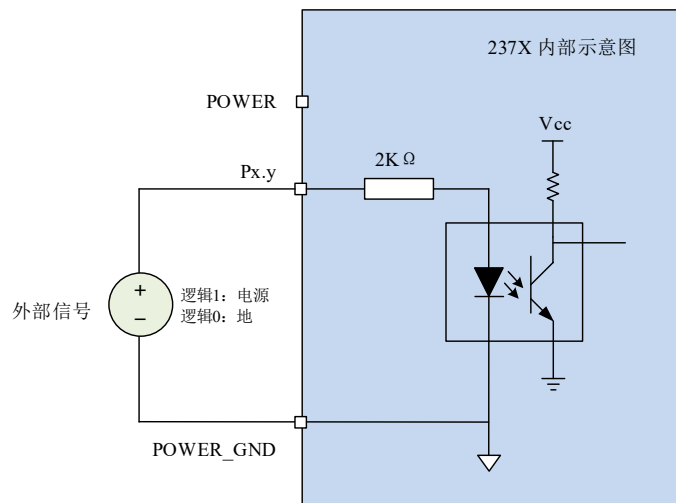 237X 内部示意图
POWER
Vcc
Px.y
2KΩ
+
外部信号
逻辑1：电源
逻辑0：地
−
POWER_GND